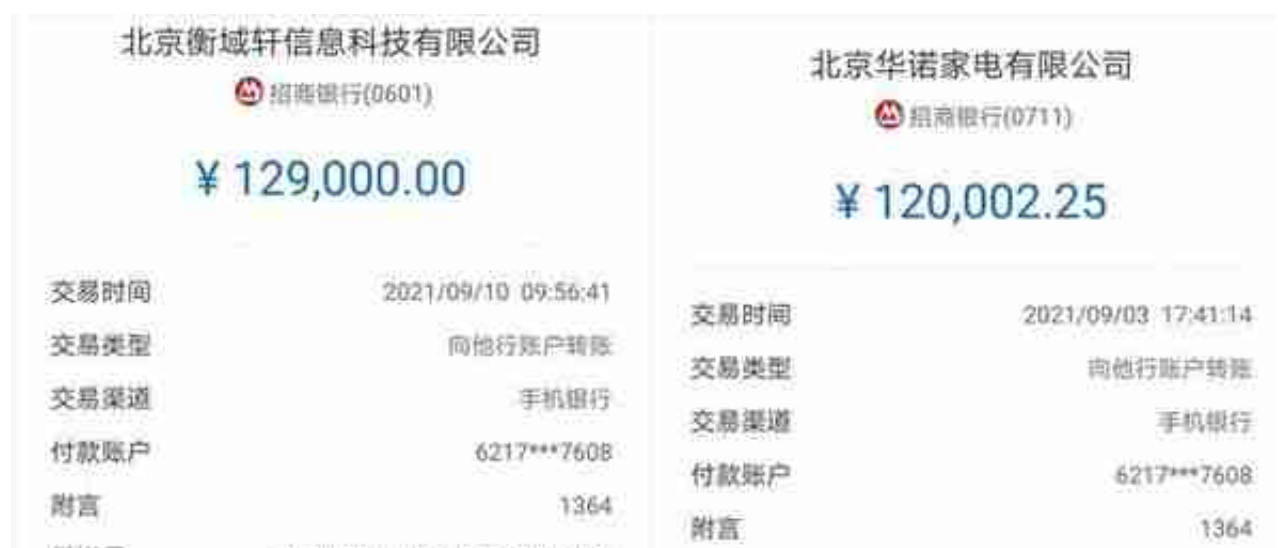 北京衡域轩信息科技有限公司
招商银行(0601)
¥ 129,000.00
交易时间 2021/09/10 09:56:41
交易类型 向他行账户转账
交易渠道 手机银行
付款账户 6217***7608
附言 1364
北京华诺家电有限公司
招商银行(0711)
¥ 120,002.25
交易时间 2021/09/03 17:41:14
交易类型 向他行账户转账
交易渠道 手机银行
付款账户 6217***7608
附言 1364